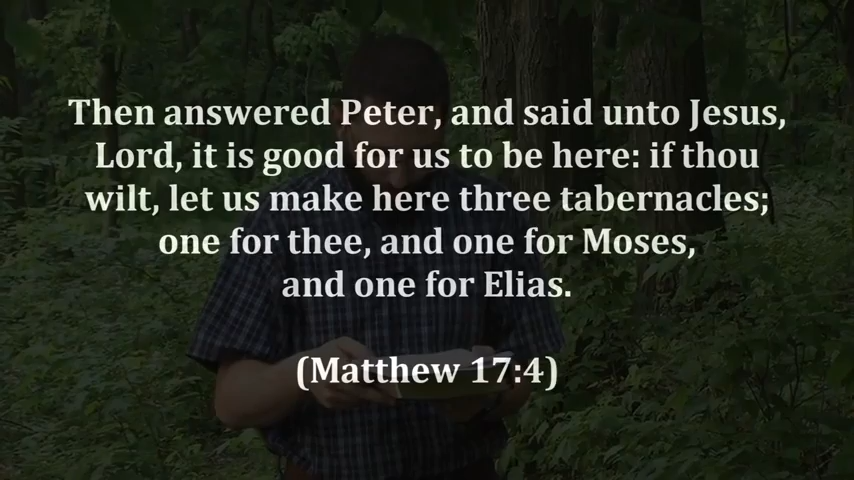 Then answered Peter, and said unto Jesus,
Lord, it is good for us to be here: if thou
wilt, let us make here three tabernacles;
one for thee, and one for Moses,
and one for Elias.
(Matthew 17:4)